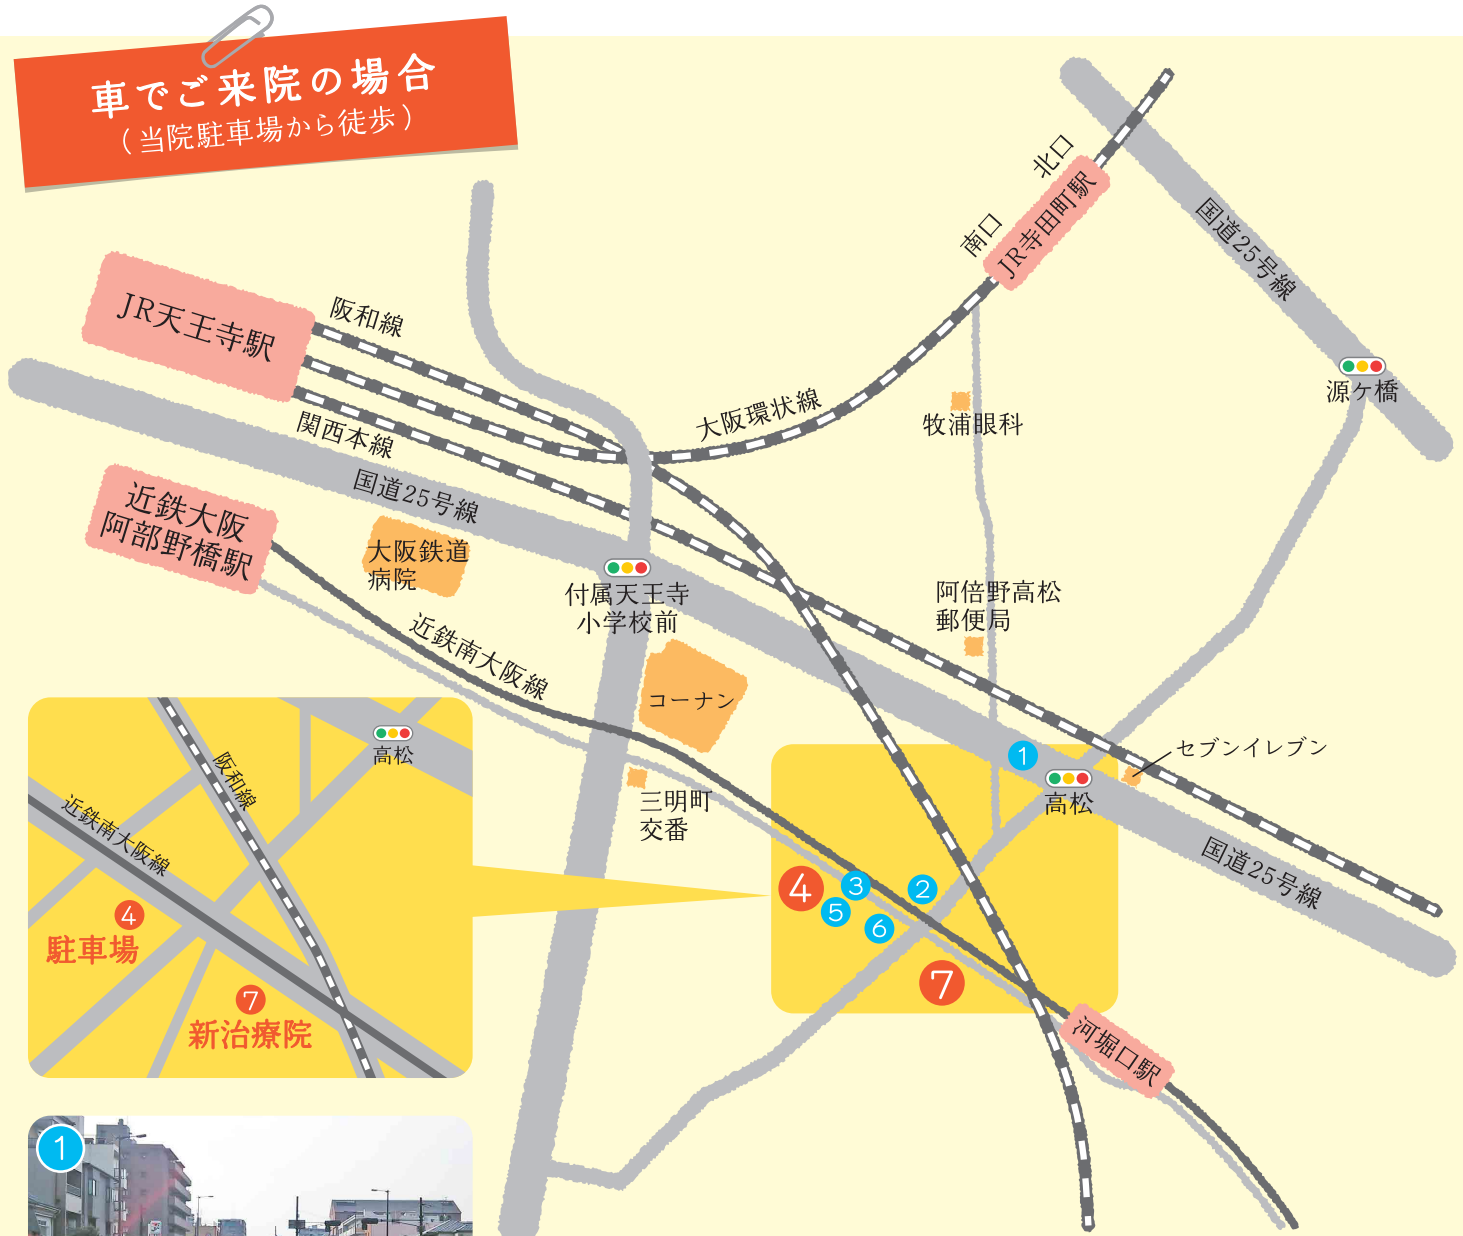 車でご来院の場合
（当院駐車場から徒歩）
北口
JR寺田町駅
南口
国道25号線
JR天王寺駅
阪和線
源ヶ橋
大阪環状線
牧浦眼科
関西本線
国道25号線
近鉄大阪
阿部野橋駅
大阪鉄道
病院
付属天王寺
小学校前
阿倍野高松
郵便局
近鉄南大阪線
コーナン
セブンイレブン
1
高松
三明町
交番
国道25号線
4
3
5
2
6
7
河堀口駅
高松
阪和線
近鉄南大阪線
4
駐車場
7
新治療院
1